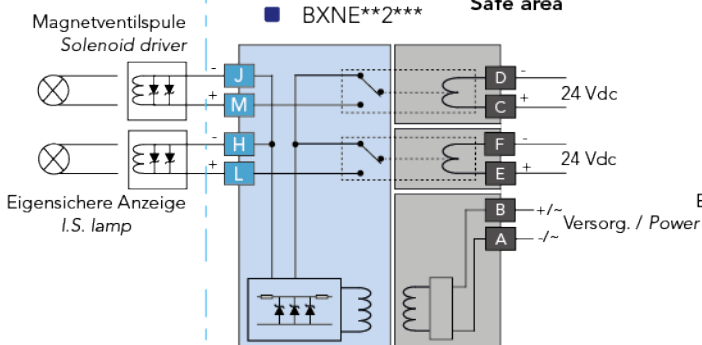 Safe area
BXNE**2***
Magnetventilspule
Solenoid driver
- J
+ M
D -
C +
24 Vdc
- H
+ L
F -
E +
24 Vdc
Eigensichere Anzeige
I.S. lamp
B +/~
A -/~
Versorg. / Power